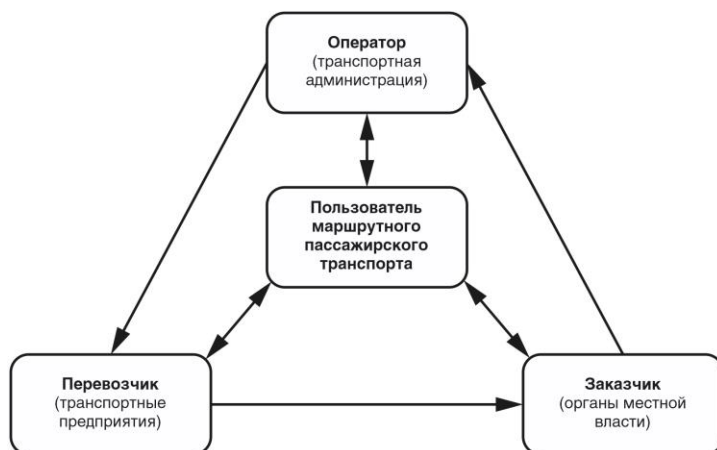 Оператор
(транспортная
администрация)
Пользователь
маршрутного
пассажирского
транспорта
Перевозчик
(транспортные
предприятия)
Заказчик
(органы местной
власти)